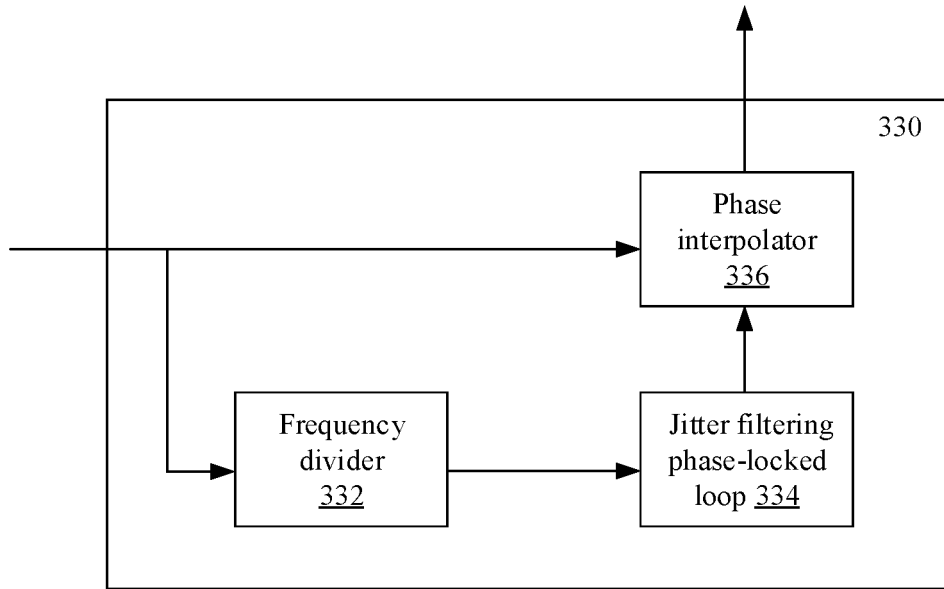 330
Phase
interpolator
336
Frequency
divider
332
Jitter filtering
phase-locked
loop 334